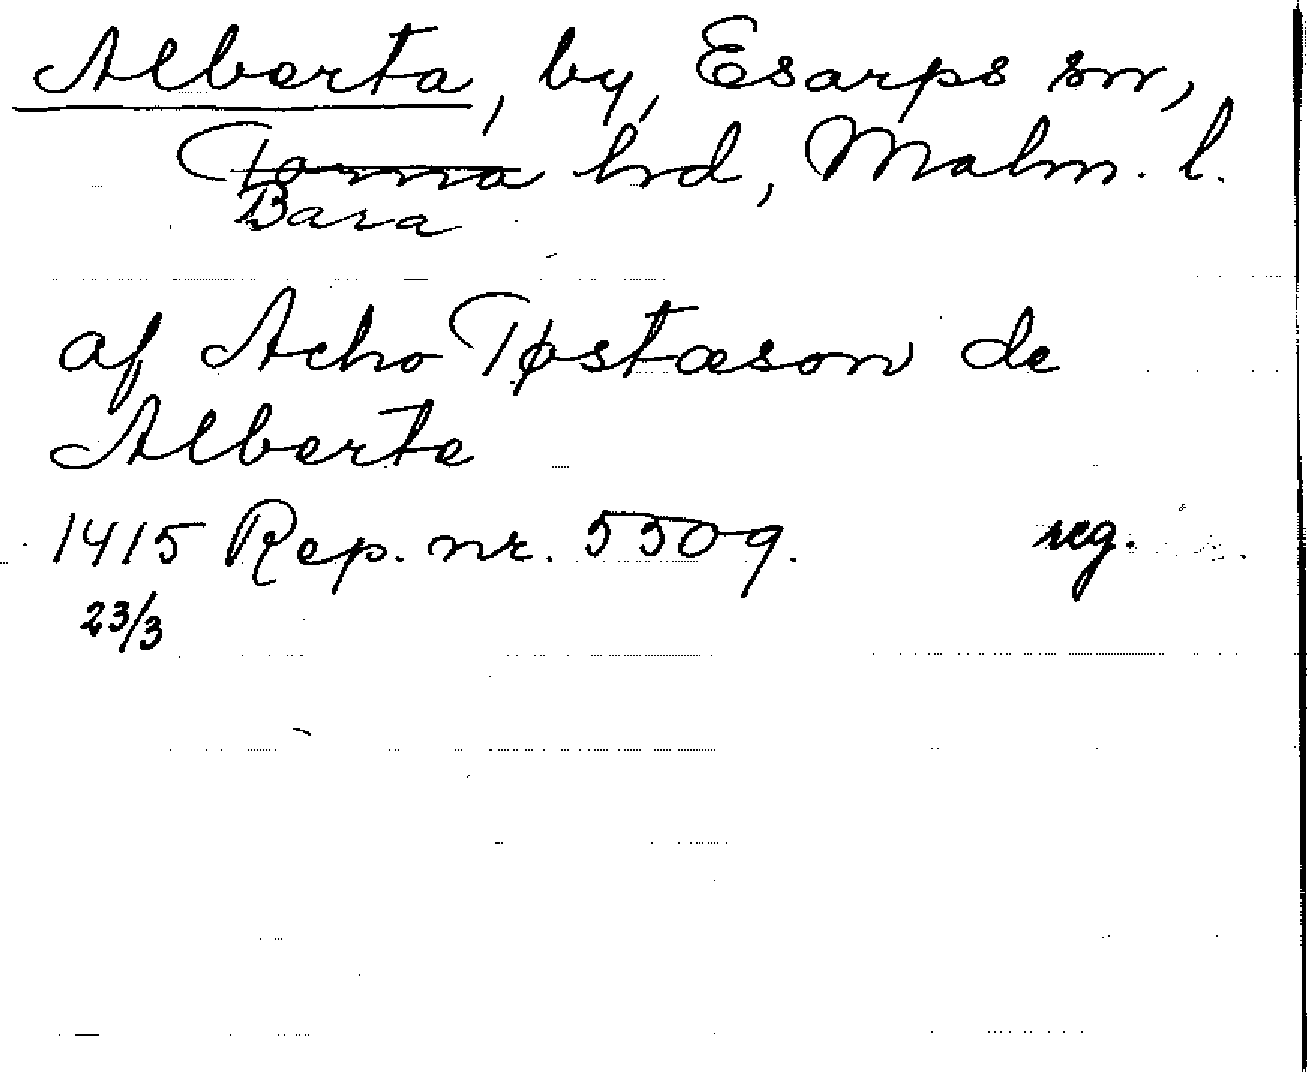 Alberta, by, Esarps sn,
Torna hd, Malm. l.
Bara
af Acho Tøstæson de
Alberte
1415 Rep. nr. 5509. reg.
23/3